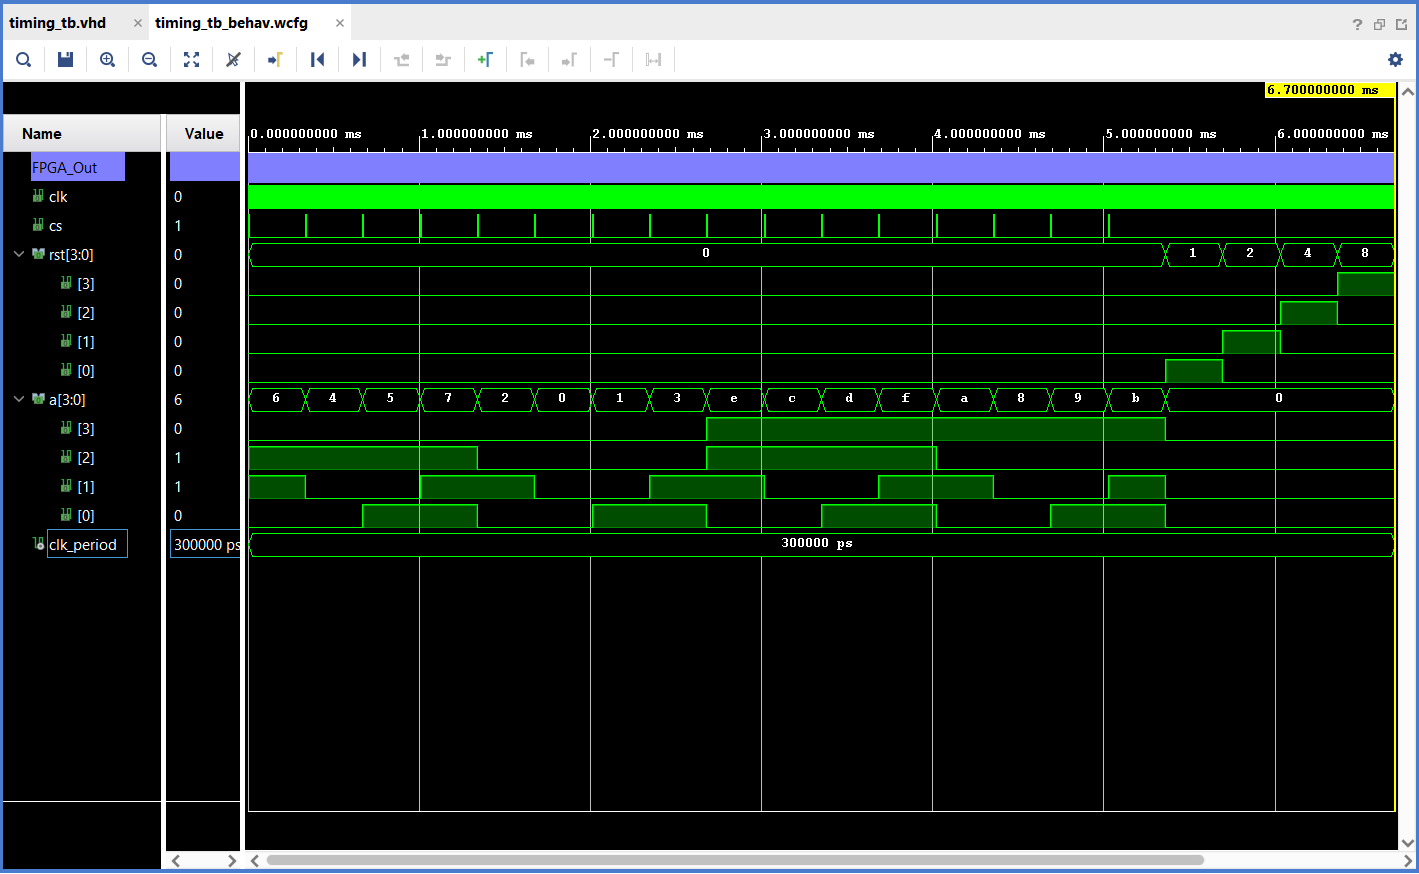 timing_tb.vhd × timing_tb_behav.wcfg ×
?
6.700000000 ms
Name Value
0.000000000 ms 1.000000000 ms 2.000000000 ms 3.000000000 ms 4.000000000 ms 5.000000000 ms 6.000000000 ms
FPGA_Out
clk 0
cs 1
rst[3:0] 0 0 1 2 4 8
[3] 0
[2] 0
[1] 0
[0] 0
a[3:0] 6 6 4 5 7 2 0 1 3 e c d f a 8 9 b 0
[3] 0
[2] 1
[1] 1
[0] 0
clk_period 300000 ps 300000 ps